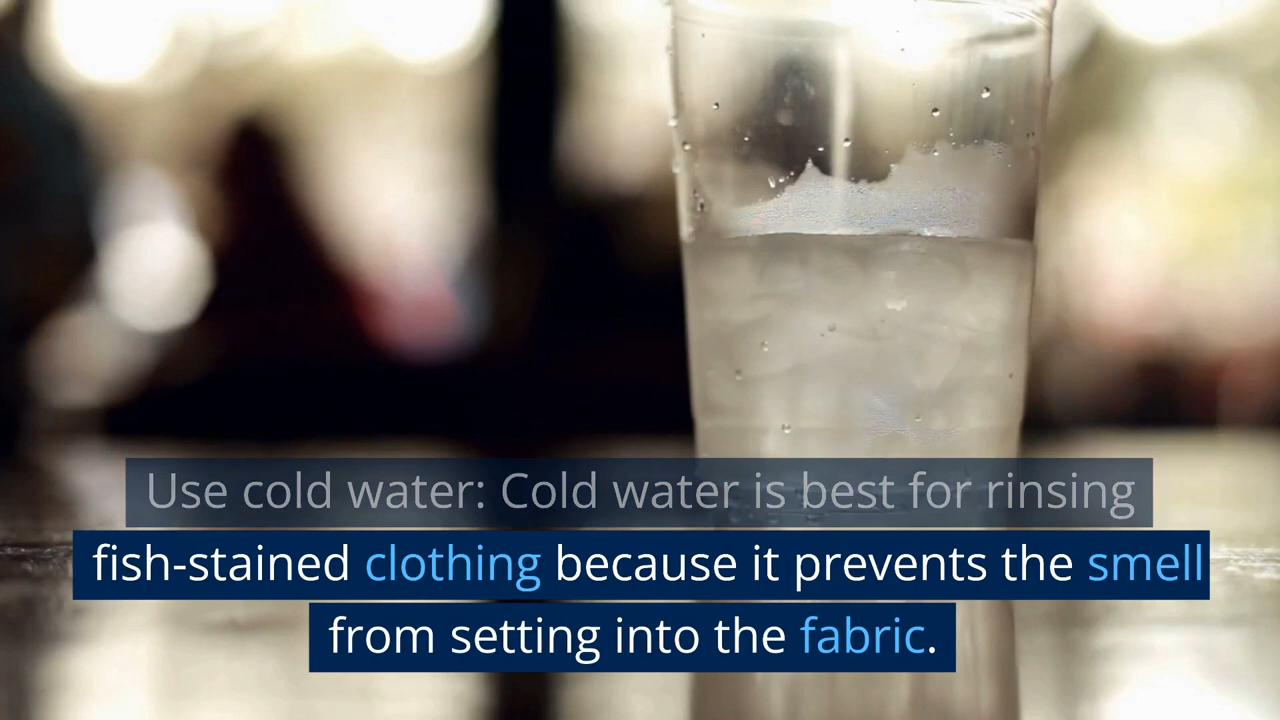 Use cold water: Cold water is best for rinsing
fish-stained clothing because it prevents the smell
from setting into the fabric.